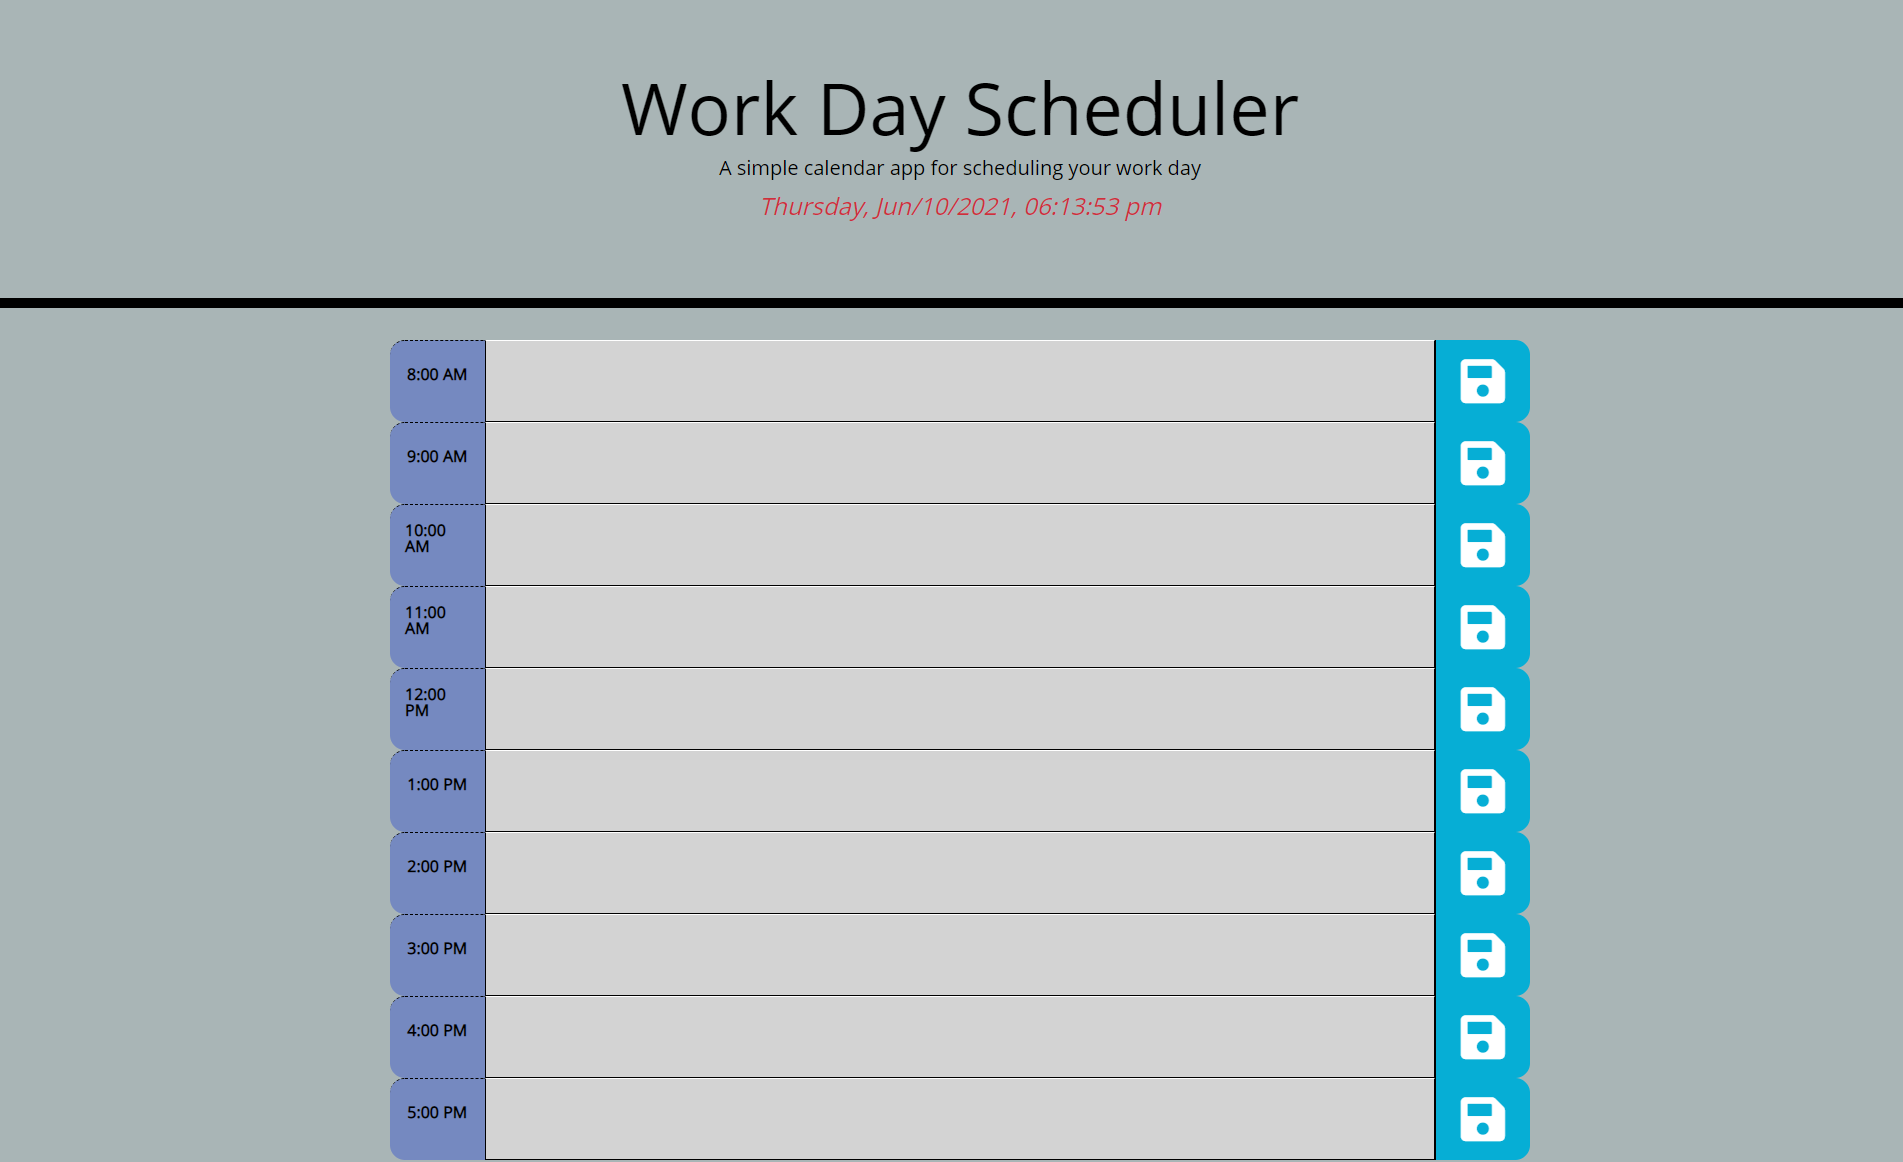 Work Day Scheduler
A simple calendar app for scheduling your work day
Thursday, Jun/10/2021, 06:13:53 pm
8:00 AM
9:00 AM
10:00
AM
11:00
AM
12:00
PM
1:00 PM
2:00 PM
3:00 PM
4:00 PM
5:00 PM